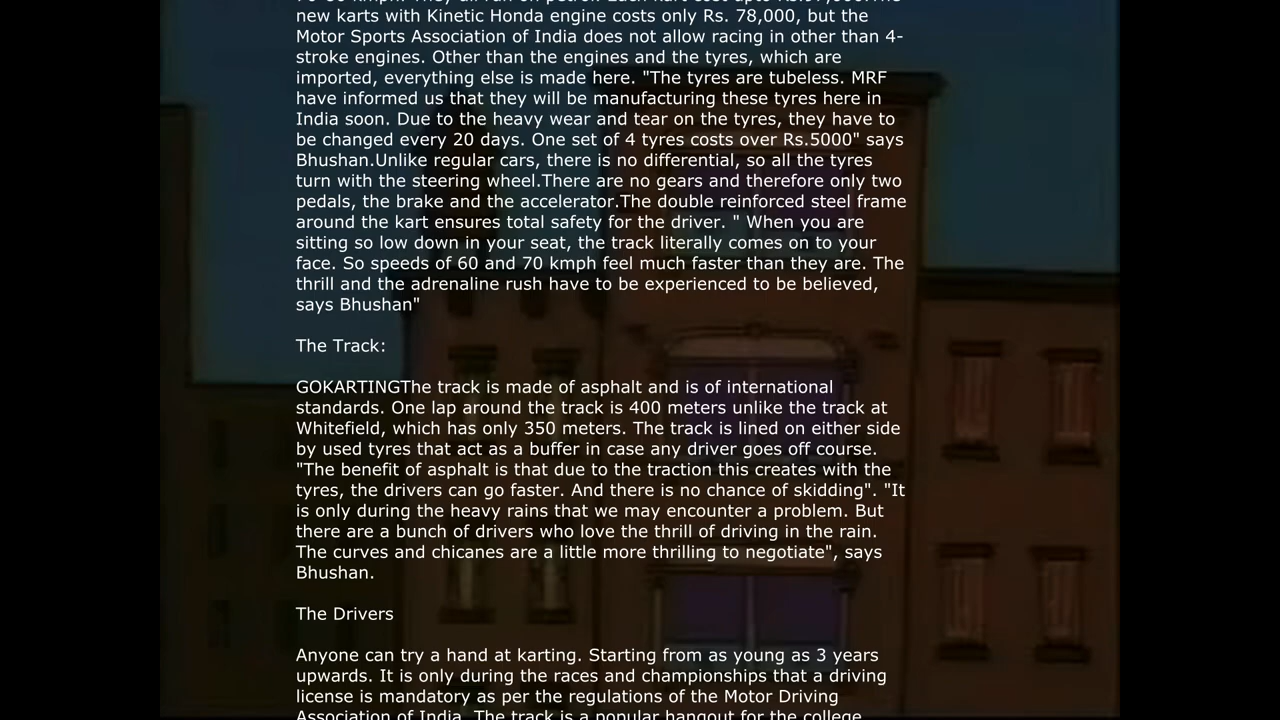 new karts with Kinetic Honda engine costs only Rs. 78,000, but the
Motor Sports Association of India does not allow racing in other than 4-
stroke engines. Other than the engines and the tyres, which are
imported, everything else is made here. "The tyres are tubeless. MRF
have informed us that they will be manufacturing these tyres here in
India soon. Due to the heavy wear and tear on the tyres, they have to
be changed every 20 days. One set of 4 tyres costs over Rs.5000" says
Bhushan.Unlike regular cars, there is no differential, so all the tyres
turn with the steering wheel.There are no gears and therefore only two
pedals, the brake and the accelerator.The double reinforced steel frame
around the kart ensures total safety for the driver. " When you are
sitting so low down in your seat, the track literally comes on to your
face. So speeds of 60 and 70 kmph feel much faster than they are. The
thrill and the adrenaline rush have to be experienced to be believed,
says Bhushan"
The Track:
GOKARTINGThe track is made of asphalt and is of international
standards. One lap around the track is 400 meters unlike the track at
Whitefield, which has only 350 meters. The track is lined on either side
by used tyres that act as a buffer in case any driver goes off course.
"The benefit of asphalt is that due to the traction this creates with the
tyres, the drivers can go faster. And there is no chance of skidding". "It
is only during the heavy rains that we may encounter a problem. But
there are a bunch of drivers who love the thrill of driving in the rain.
The curves and chicanes are a little more thrilling to negotiate", says
Bhushan.
The Drivers
Anyone can try a hand at karting. Starting from as young as 3 years
upwards. It is only during the races and championships that a driving
license is mandatory as per the regulations of the Motor Driving
Association of India. The track is a popular hangout for the college